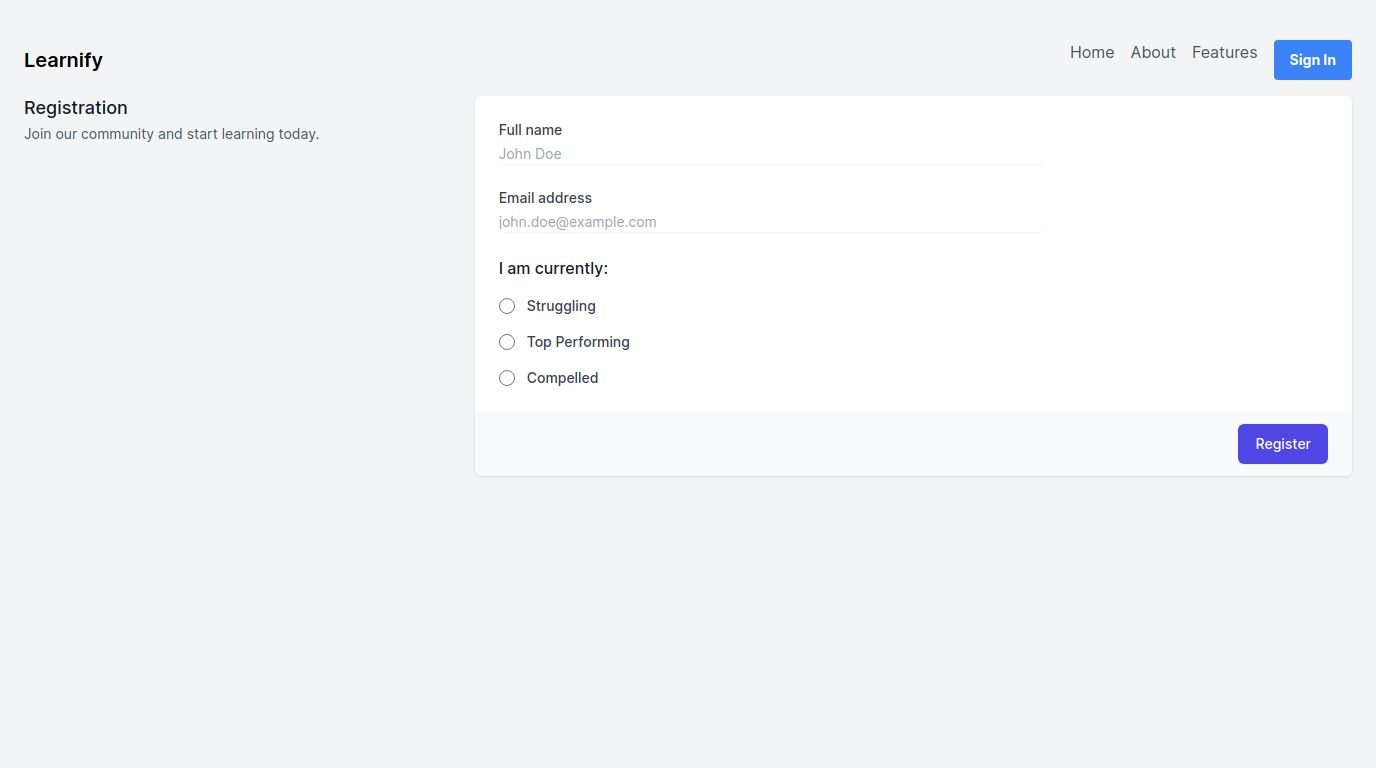 Learnify
Home About Features Sign In
Registration
Join our community and start learning today.
Full name
John Doe
Email address
john.doe@example.com
I am currently:
Struggling
Top Performing
Compelled
Register